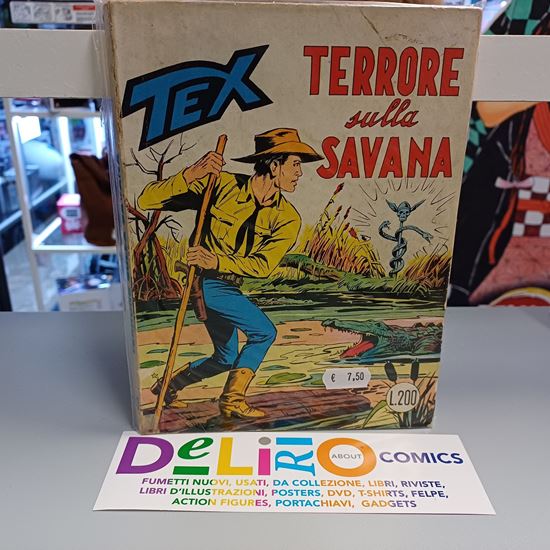 TEX
TERRORE
sulla
SAVANA
€ 7,50
L.200
DeLiRiO ABOUT COMICS
FUMETTI NUOVI, USATI, DA COLLEZIONE, LIBRI, RIVISTE,
LIBRI D'ILLUSTRAZIONI, POSTERS, DVD, T-SHIRTS, FELPE,
ACTION FIGURES, PORTACHIAVI, GADGETS